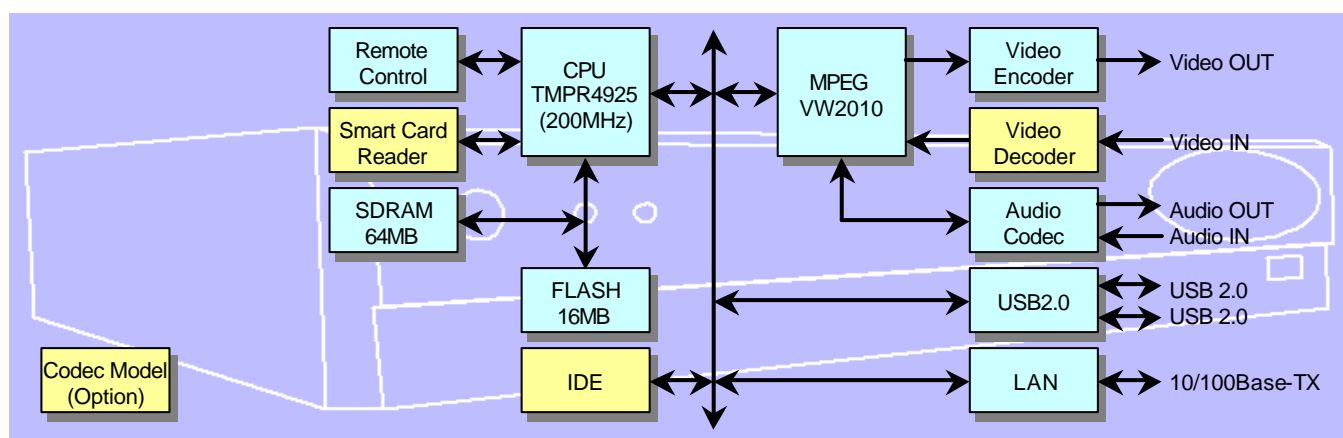 Remote
Control
CPU
TMPR4925
(200MHz)
MPEG
VW2010
Video
Encoder
Video OUT
Smart Card
Reader
Video
Decoder
Video IN
SDRAM
64MB
Audio
Codec
Audio OUT
Audio IN
FLASH
16MB
USB2.0
USB 2.0
USB 2.0
Codec Model
(Option)
IDE
LAN
10/100Base-TX